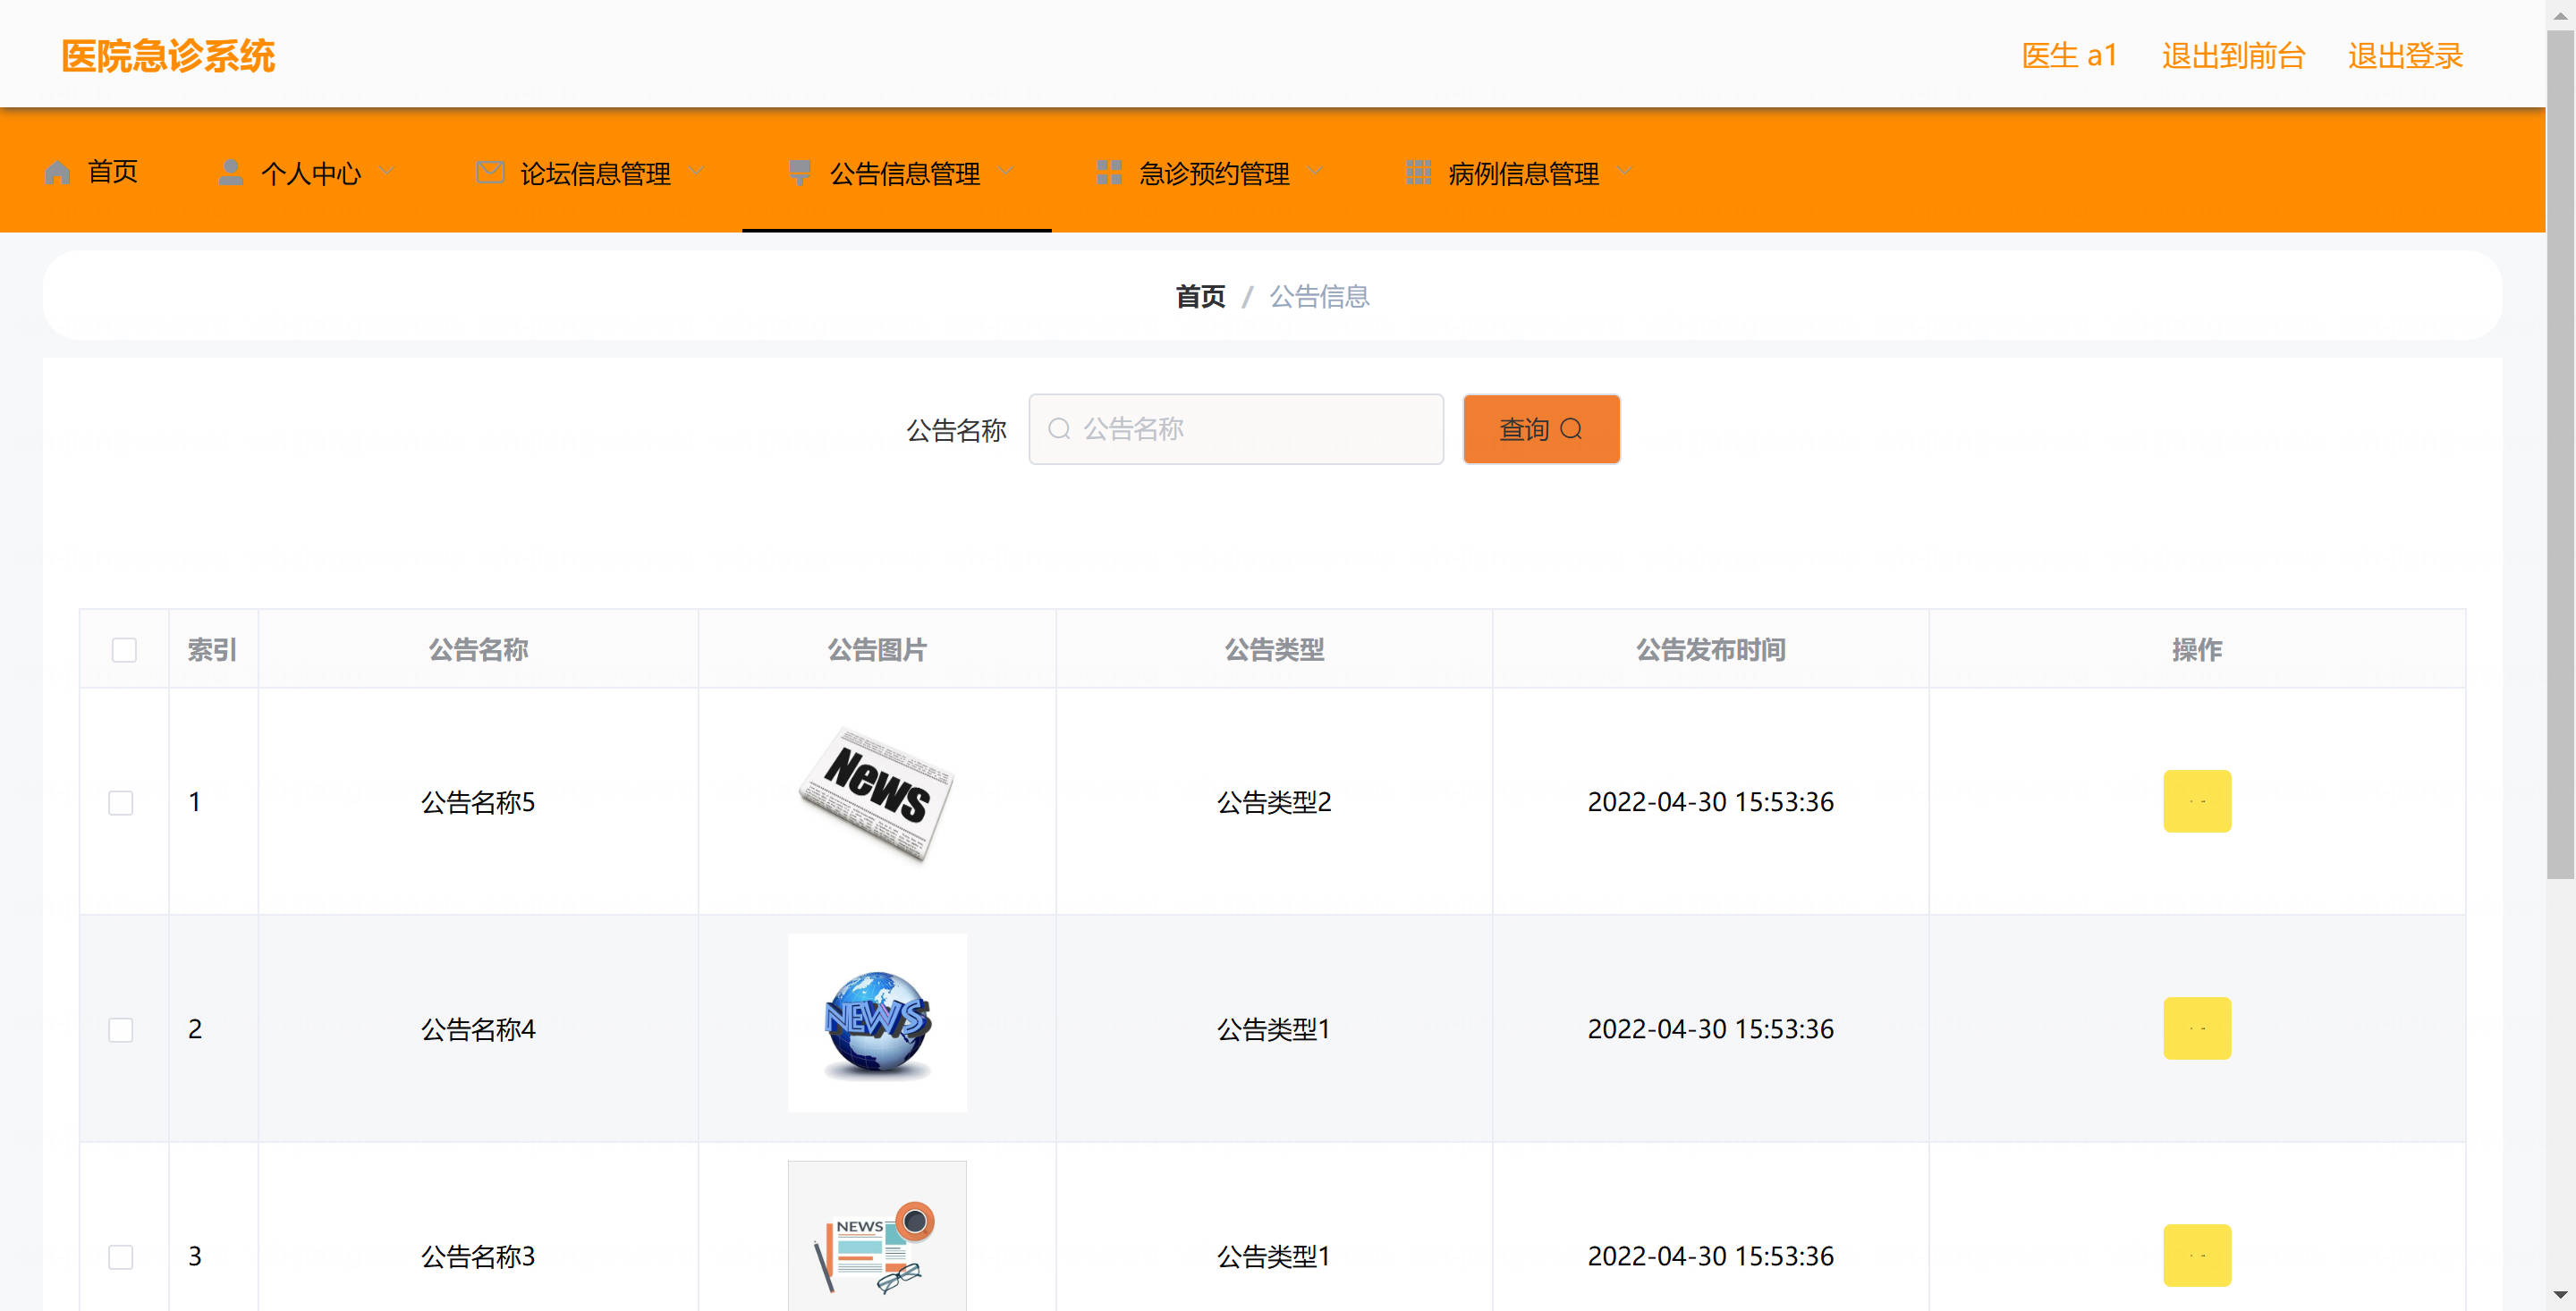 医院急诊系统
医生 a1 退出到前台 退出登录
首页 个人中心 论坛信息管理 公告信息管理 急诊预约管理 病例信息管理
首页 / 公告信息
公告名称 公告名称 查询
索引 公告名称 公告图片 公告类型 公告发布时间 操作
News
1 公告名称5 公告类型2 2022-04-30 15:53:36
NEWS
2 公告名称4 公告类型1 2022-04-30 15:53:36
NEWS
3 公告名称3 公告类型1 2022-04-30 15:53:36